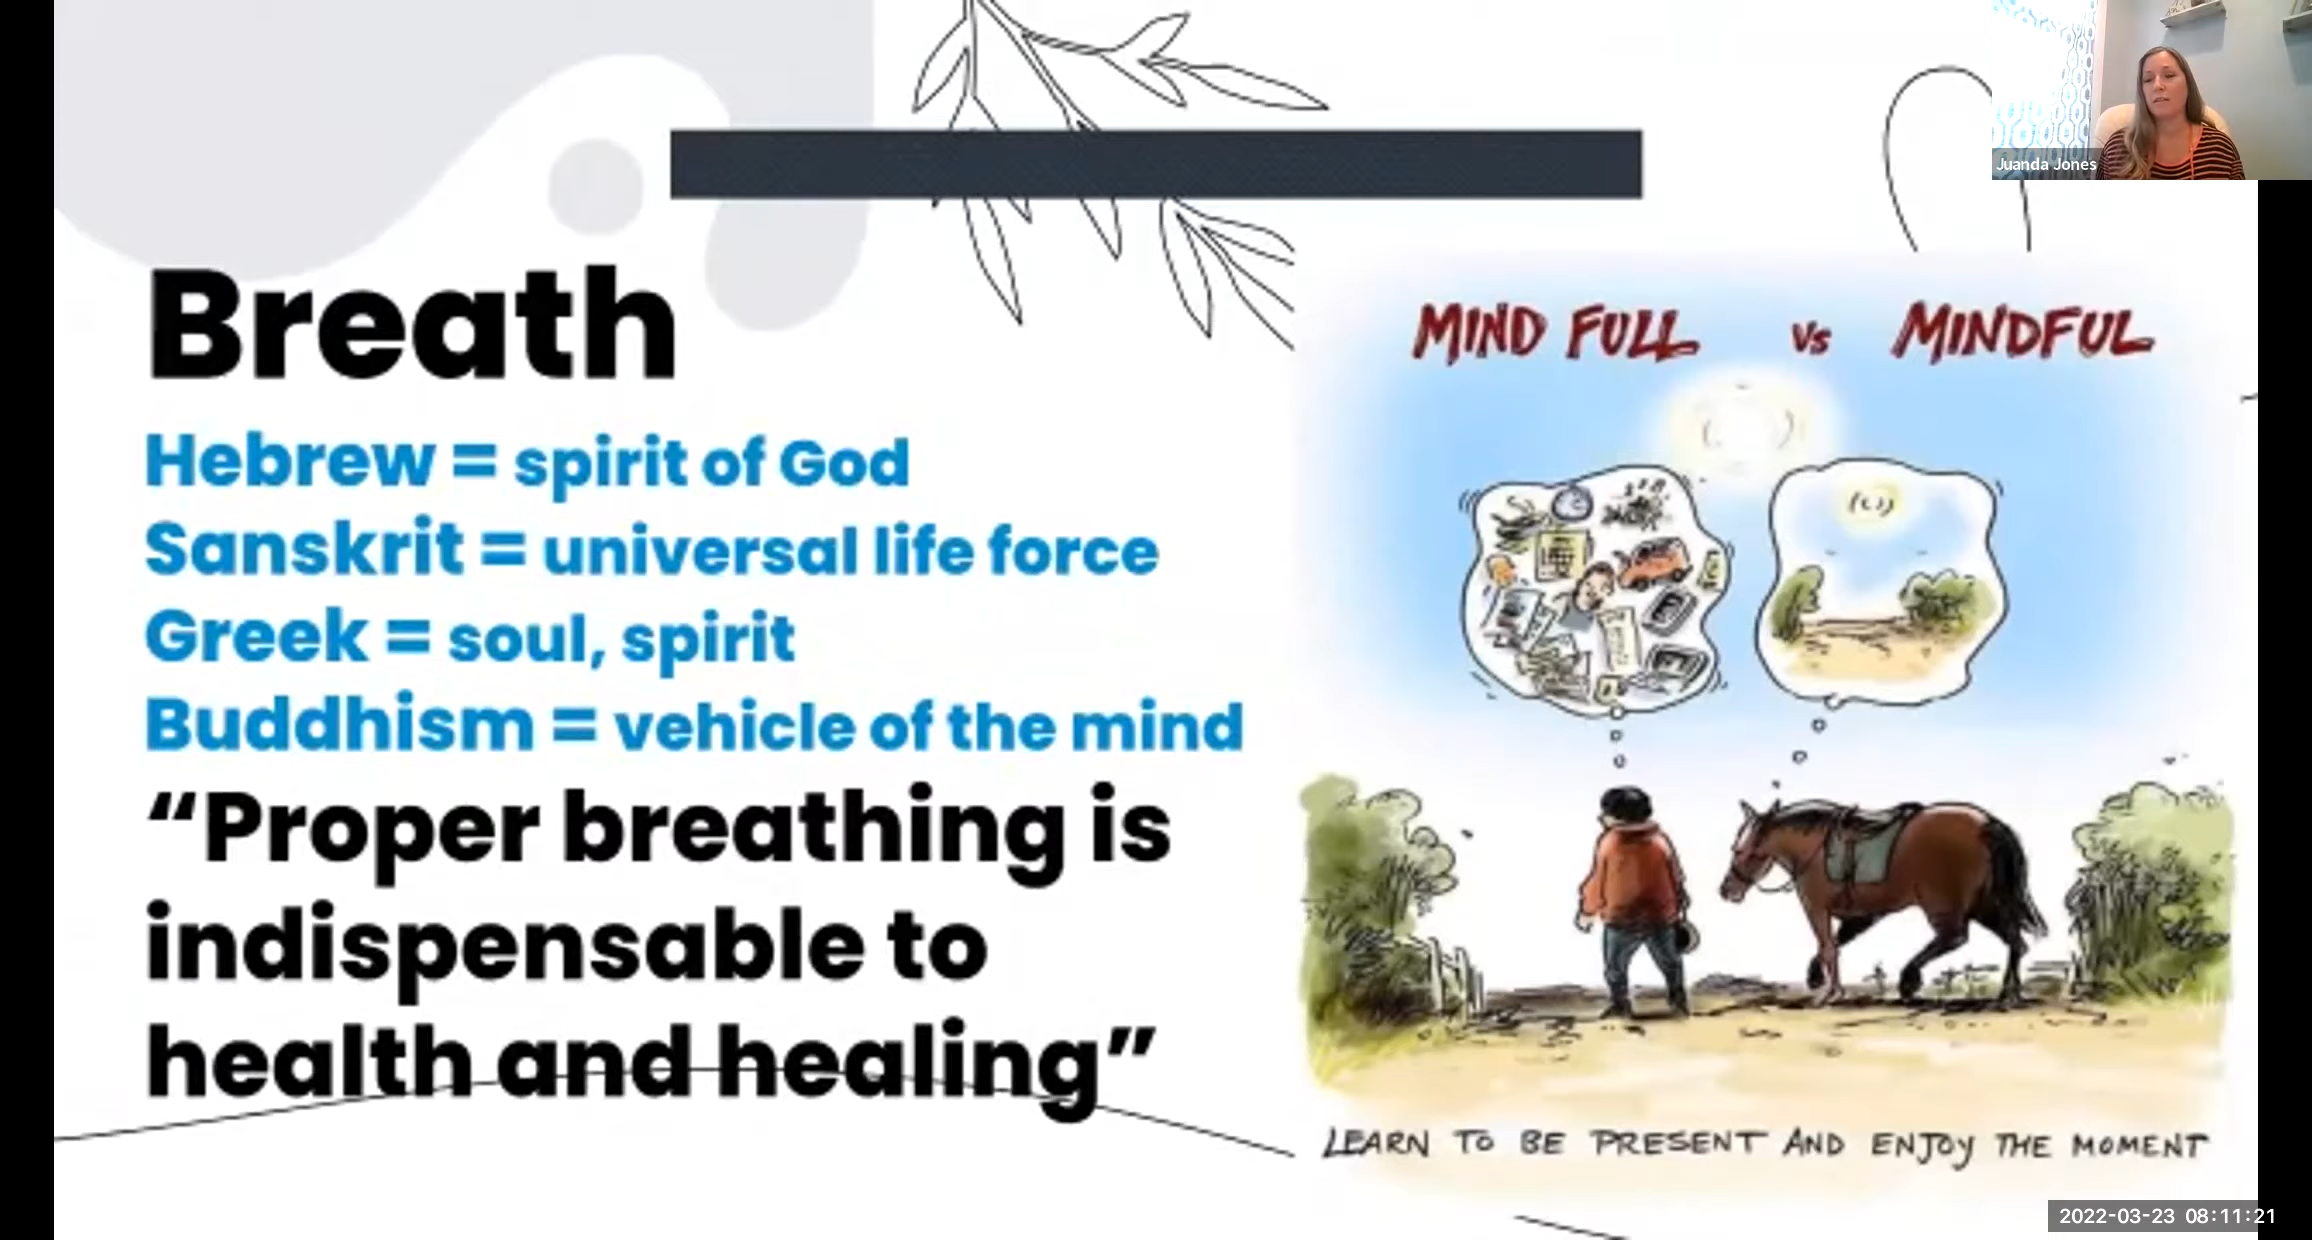 Juanda Jones
Breath
Hebrew = spirit of God
Sanskrit = universal life force
Greek = soul, spirit
Buddhism = vehicle of the mind
“Proper breathing is
indispensable to
health and healing”
MIND FULL Vs MINDFUL
LEARN TO BE PRESENT AND ENJOY THE MOMENT
2022-03-23 08:11:21